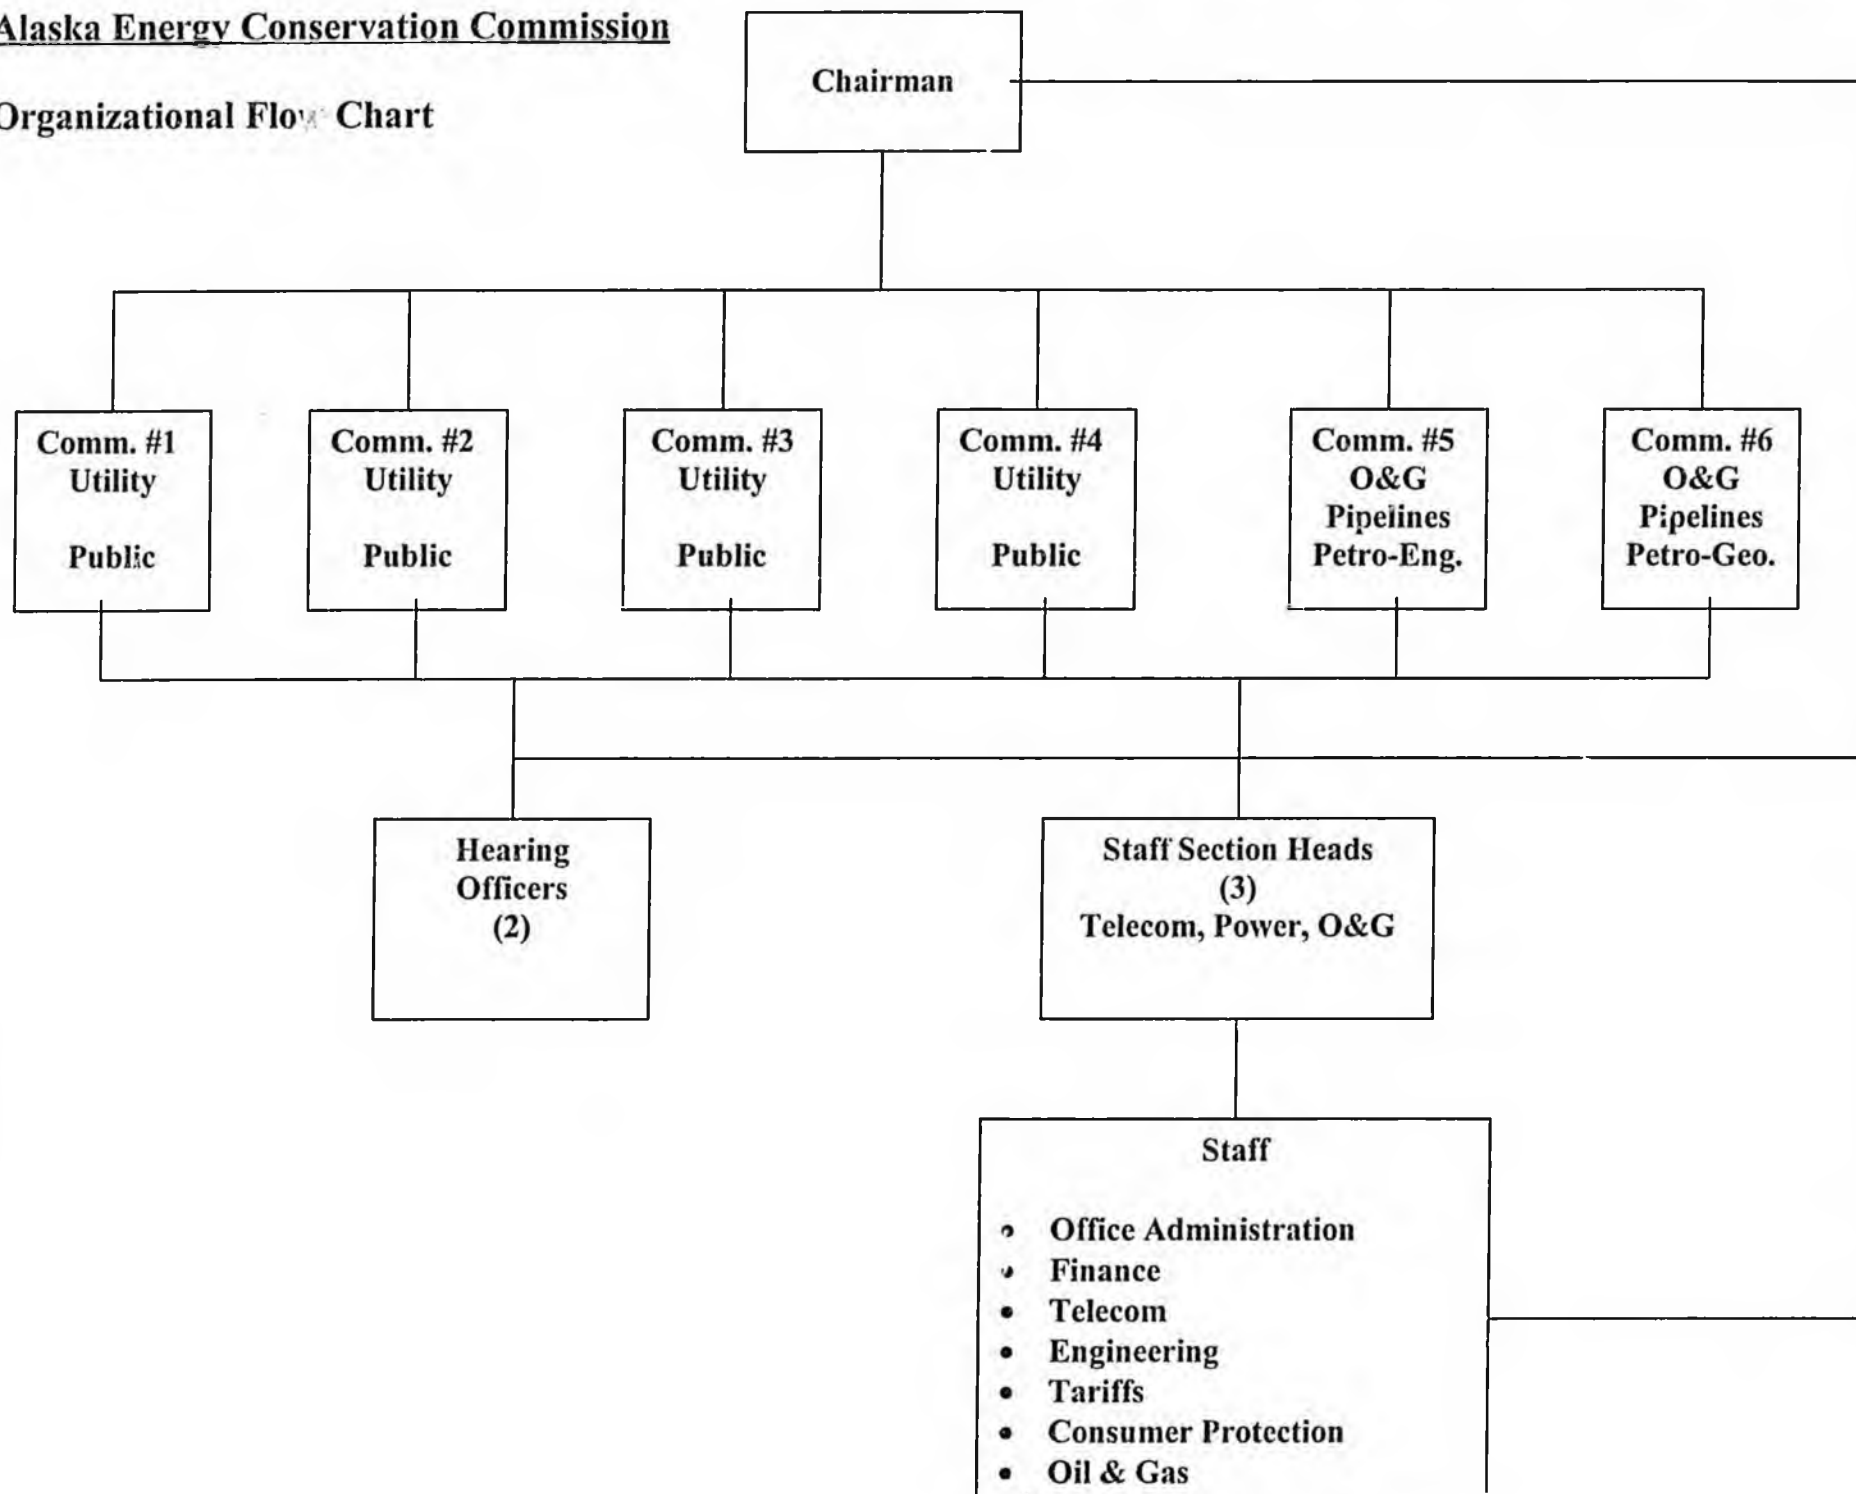 Alaska Energy Conservation Commission
Organizational Flow Chart
Chairman
Comm. #1
Utility
Public
Comm. #2
Utility
Public
Comm. #3
Utility
Public
Comm. #4
Utility
Public
Comm. #5
O&G
Pipelines
Petro-Eng.
Comm. #6
O&G
Pipelines
Petro-Geo.
Hearing
Officers
(2)
Staff Section Heads
(3)
Telecom, Power, O&G
Staff
• Office Administration
• Finance
• Telecom
• Engineering
• Tariffs
• Consumer Protection
• Oil & Gas